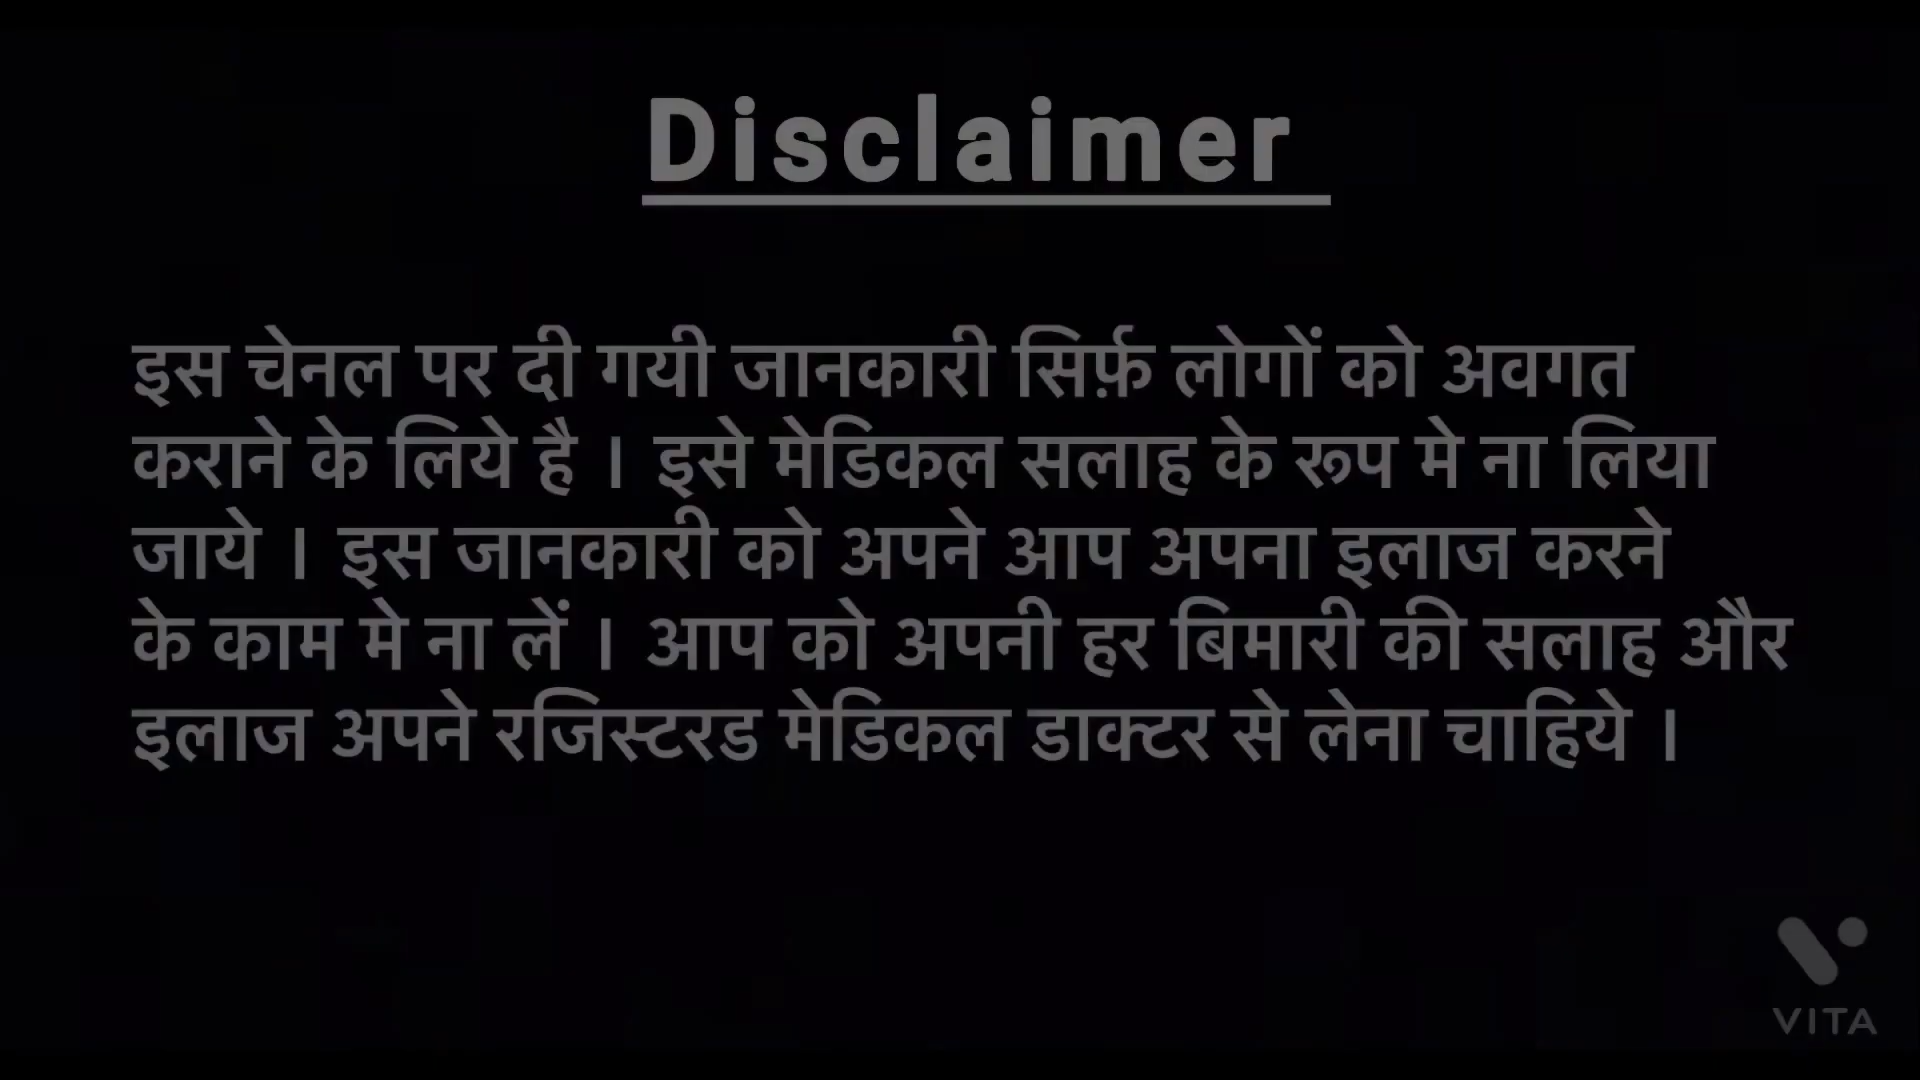 Disclaimer
इस चेनल पर दी गयी जानकारी सिर्फ़ लोगों को अवगत
कराने के लिये है । इसे मेडिकल सलाह के रूप मे ना लिया
जाये । इस जानकारी को अपने आप अपना इलाज करने
के काम मे ना लें । आप को अपनी हर बिमारी की सलाह और
इलाज अपने रजिस्टरड मेडिकल डाक्टर से लेना चाहिये ।
VITA